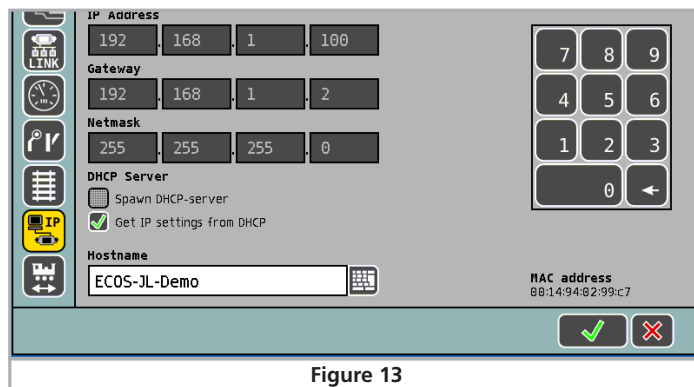 IP Address
192 . 168 . 1 . 100
Gateway
192 . 168 . 1 . 2
Netmask
255 . 255 . 255 . 0
DHCP Server
Spawn DHCP-server
Get IP settings from DHCP
Hostname
ECOS-JL-Demo
LINK
IP
7 8 9
4 5 6
1 2 3
0
MAC address
00:14:94:02:99:c7
Figure 13